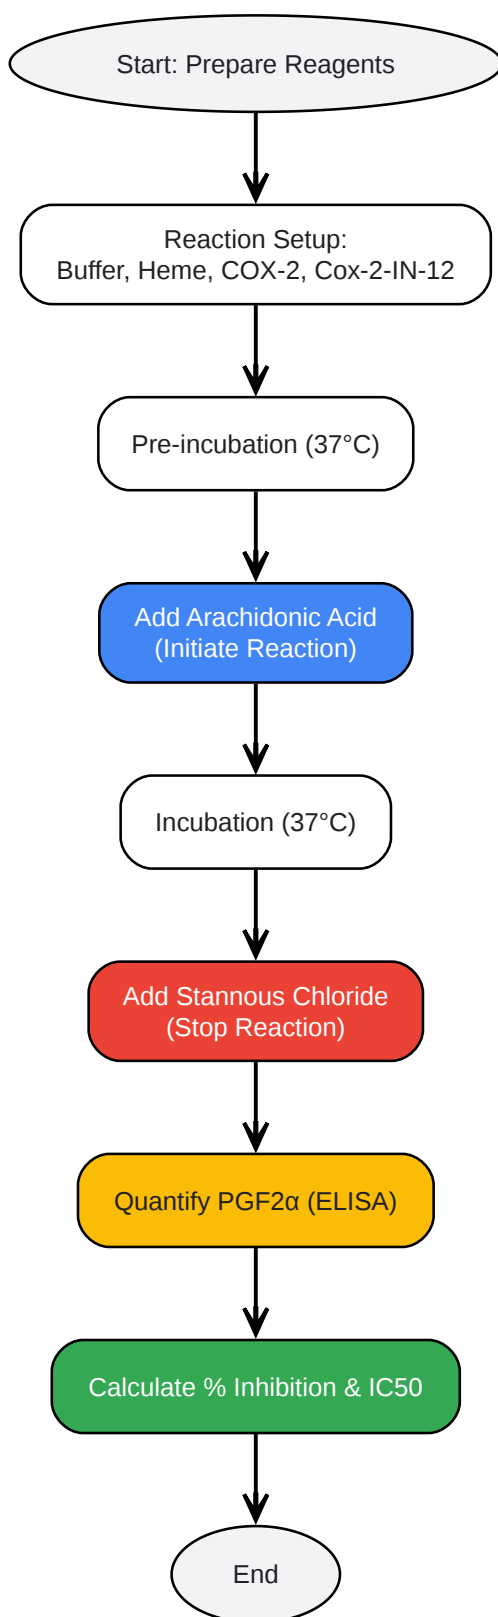 Start: Prepare Reagents
Reaction Setup:
Buffer, Heme, COX-2, Cox-2-IN-12
Pre-incubation (37°C)
Add Arachidonic Acid
(Initiate Reaction)
Incubation (37°C)
Add Stannous Chloride
(Stop Reaction)
Quantify PGF2α (ELISA)
Calculate % Inhibition & IC50
End